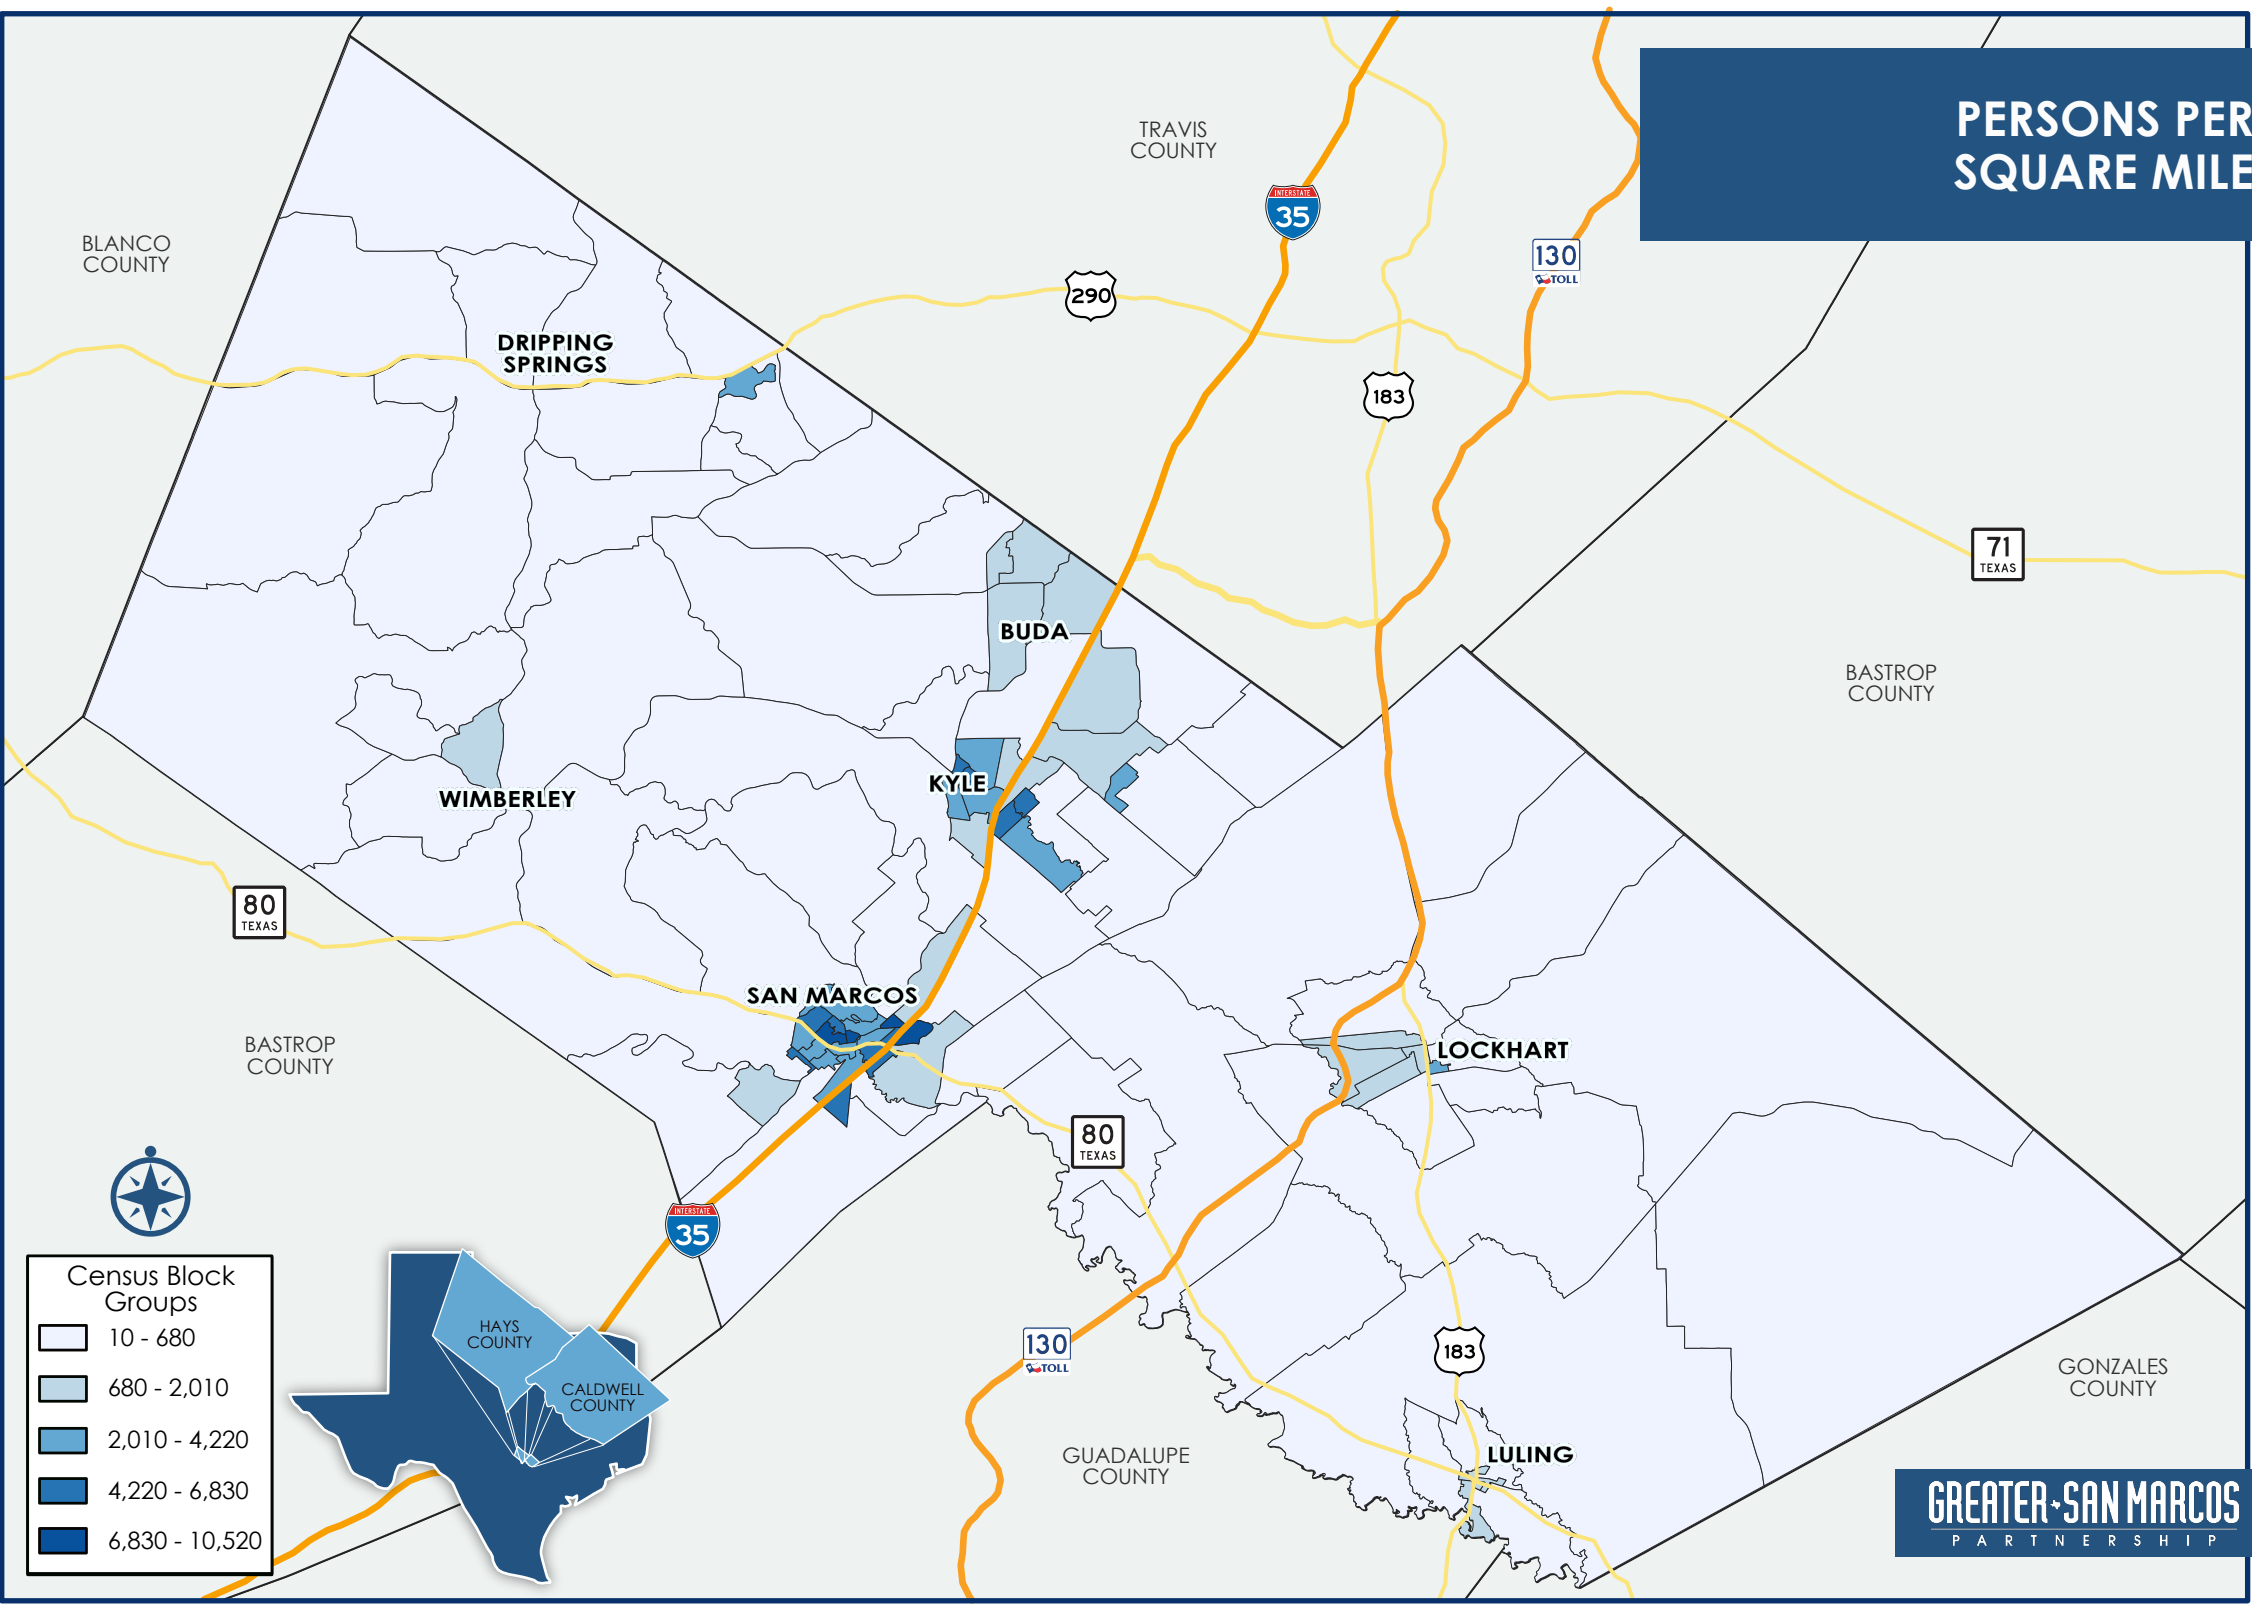 PERSONS PER
SQUARE MILE
TRAVIS
COUNTY
INTERSTATE
35
BLANCO
COUNTY
130
TOLL
290
DRIPPING
SPRINGS
183
71
TEXAS
BUDA
BASTROP
COUNTY
KYLE
WIMBERLEY
80
TEXAS
SAN MARCOS
BASTROP
COUNTY
LOCKHART
80
TEXAS
INTERSTATE
35
Census Block
Groups
10 - 680
680 - 2,010
2,010 - 4,220
4,220 - 6,830
6,830 - 10,520
HAYS
COUNTY
CALDWELL
COUNTY
130
TOLL
183
GONZALES
COUNTY
GUADALUPE
COUNTY
LULING
GREATER SAN MARCOS
PARTNERSHIP